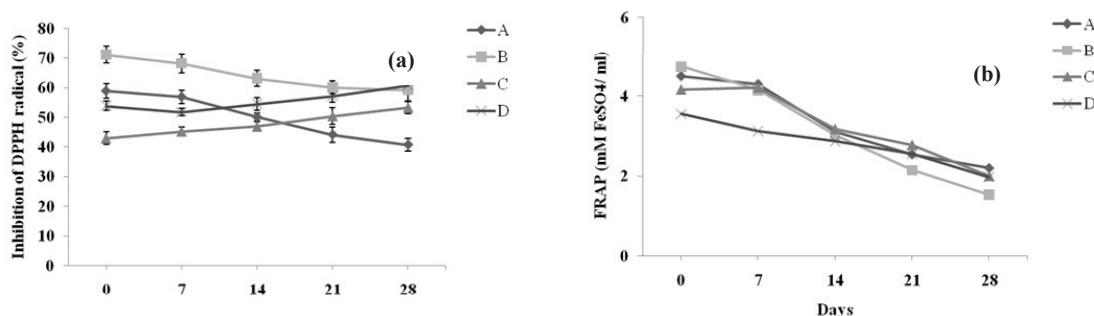 Inhibition of DPPH radical (%)
80
70
60
50
40
30
20
10
0
0 7 14 21 28
(a)
A
B
C
D
FRAP (mM FeSO4/ ml)
6
4
2
0
0 7 14 21 28
Days
(b)
A
B
C
D